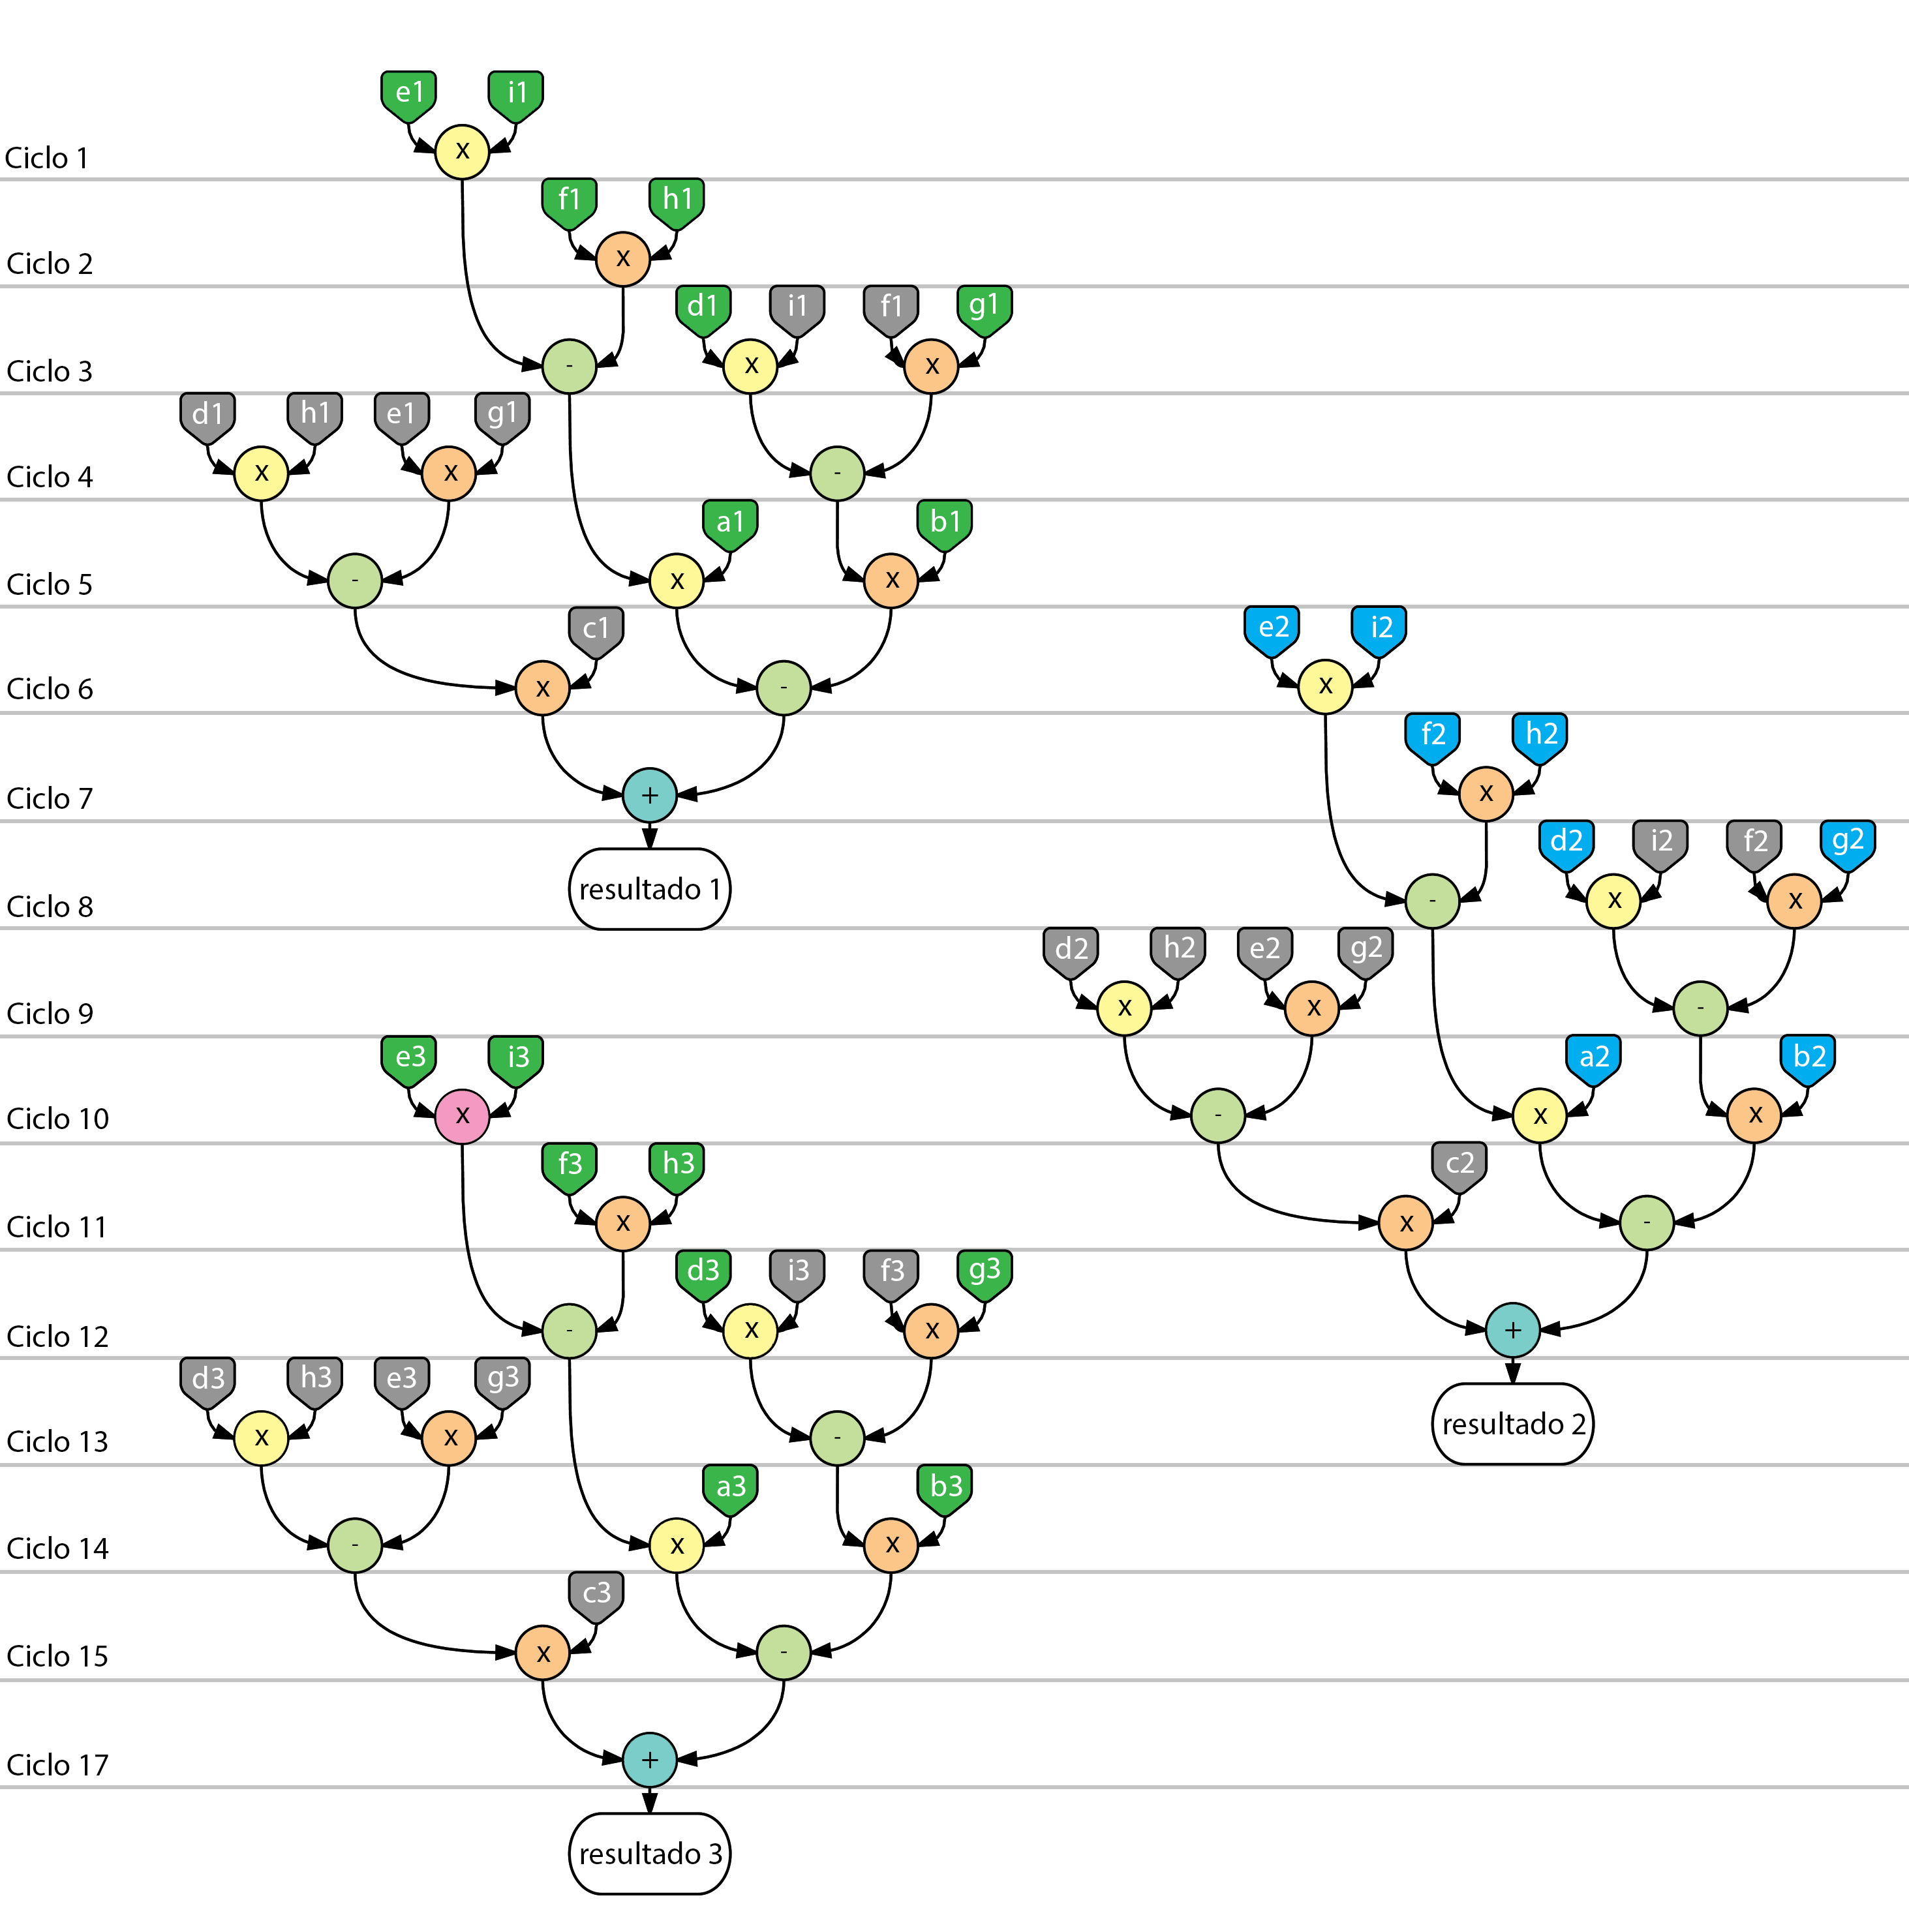 e1 i1
x
Ciclo 1
f1 h1
x
Ciclo 2
d1 i1 f1 g1
- x x
Ciclo 3
d1 h1 e1 g1
x x -
Ciclo 4
a1 b1
- x x
Ciclo 5
c1 e2 i2
x - x
Ciclo 6
f2 h2
+ x
Ciclo 7
d2 i2 f2 g2
resultado 1
- x x
Ciclo 8
d2 h2 e2 g2
x x -
Ciclo 9
e3 i3 a2 b2
x - x x
Ciclo 10
f3 h3 c2
x x -
Ciclo 11
d3 i3 f3 g3
- x x +
Ciclo 12
d3 h3 e3 g3
resultado 2
x x -
Ciclo 13
a3 b3
- x x
Ciclo 14
c3
x -
Ciclo 15
+
Ciclo 17
resultado 3